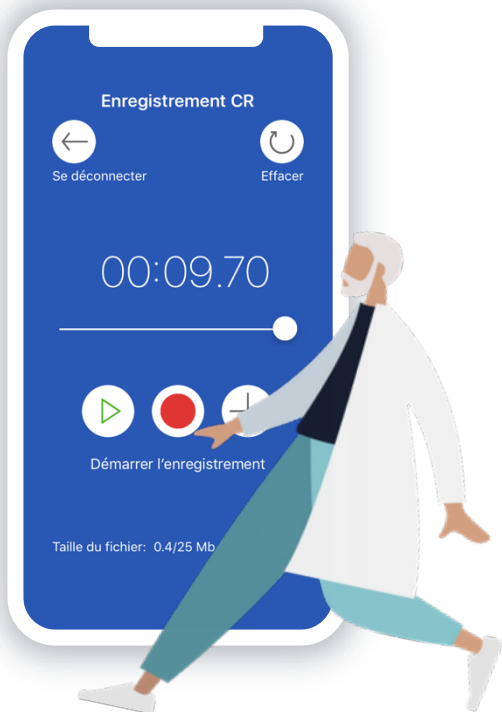 Enregistrement CR
Se déconnecter
Effacer
00:09.70
Démarrer l’enregistrement
Taille du fichier: 0.4/25 Mb